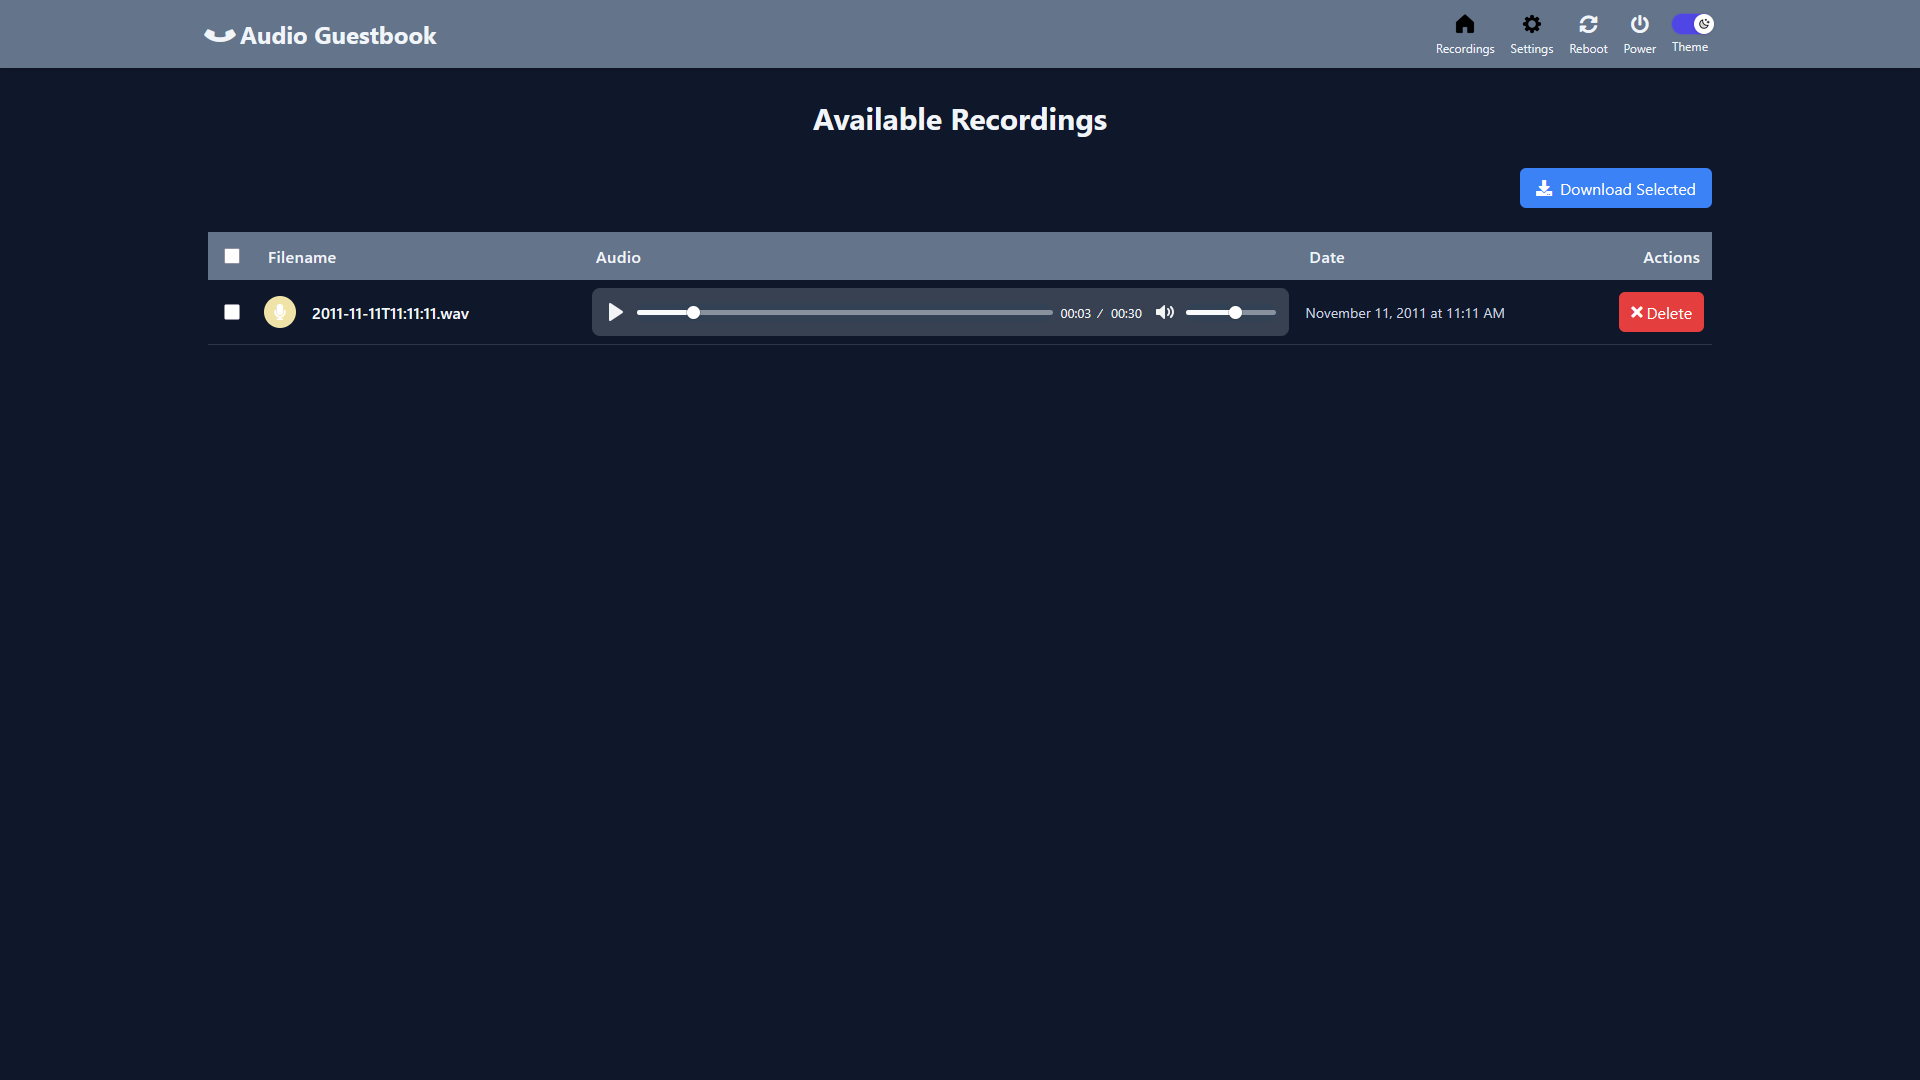 Audio Guestbook
Recordings Settings Reboot Power Theme
Available Recordings
Download Selected
Filename Audio Date Actions
2011-11-11T11:11:11.wav 00:03 / 00:30 November 11, 2011 at 11:11 AM Delete